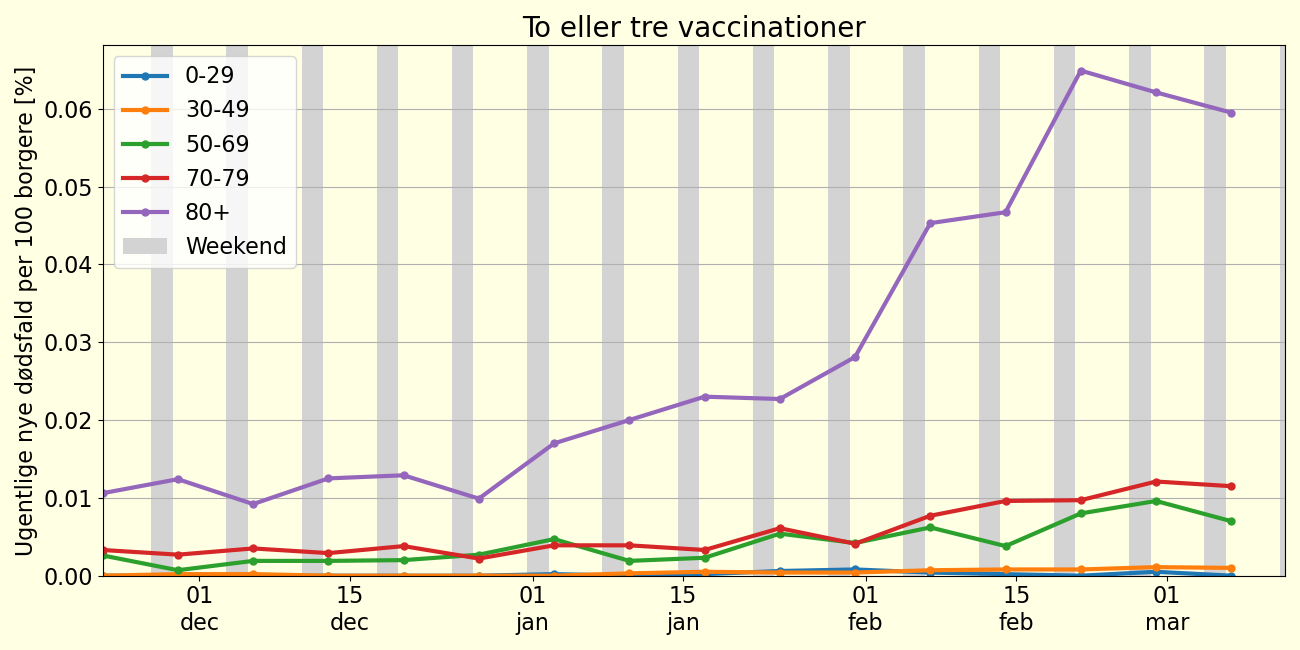 To eller tre vaccinationer
Ugentlige nye dødsfald per 100 borgere [%]
0.06
0.05
0.04
0.03
0.02
0.01
0.00
0-29
30-49
50-69
70-79
80+
Weekend
01 15 01 15 01 15 01
dec dec jan jan feb feb mar